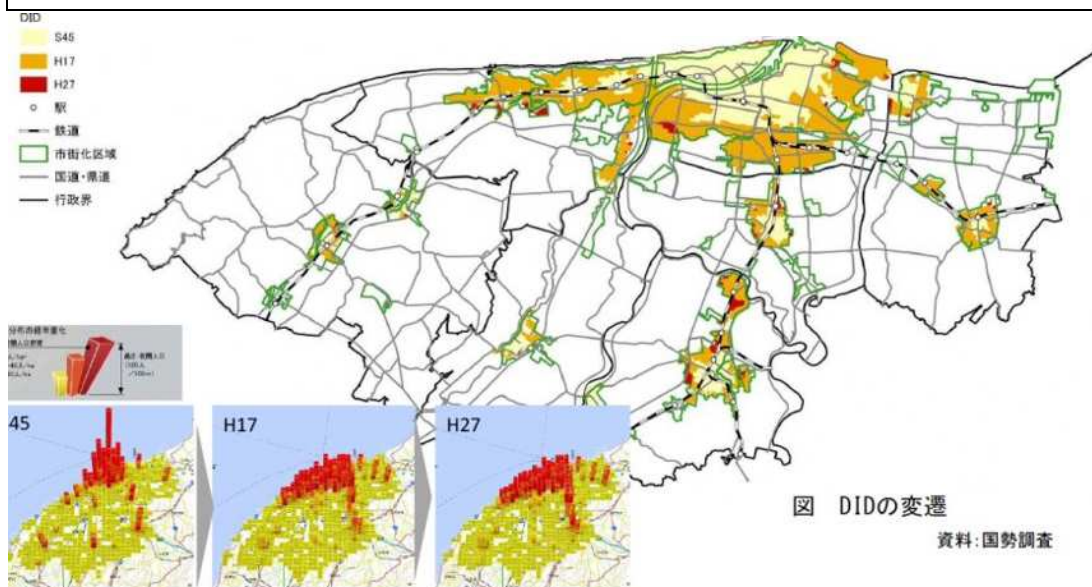 DID
S45
H17
H27
駅
鉄道
市街化区域
国道・県道
行政界
45
H17
H27
図 DIDの変遷
資料:国勢調査